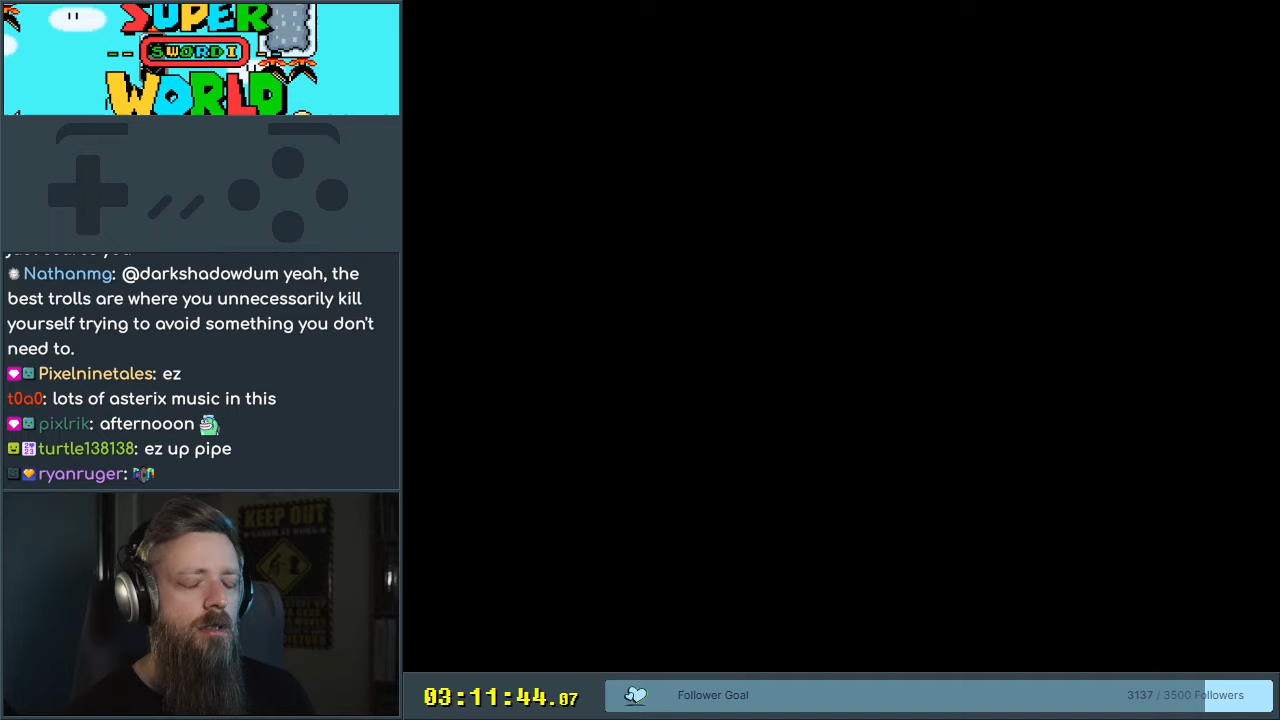 SUPER
-- SWORDI --
WORLD
Nathanmg: @darkshadowdum yeah, the
best trolls are where you unnecessarily kill
yourself trying to avoid something you don't
need to.
Pixelninetales: ez
t0a0: lots of asterix music in this
pixlrik: afternooon
turtle138138: ez up pipe
ryanruger:
KEEP OUT
03:11:44.07
Follower Goal
3137 / 3500 Followers